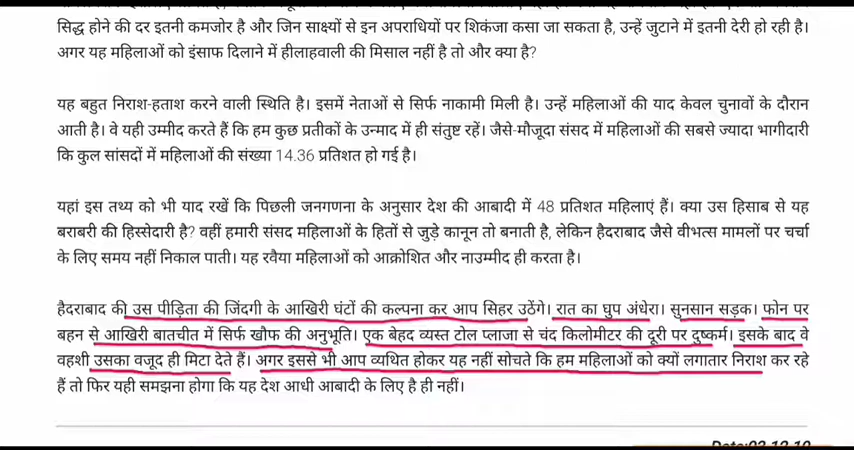 सिद्ध होने की दर इतनी कमजोर है और जिन साक्ष्यों से इन अपराधियों पर शिकंजा कसा जा सकता है, उन्हें जुटाने में इतनी देरी हो रही है।
अगर यह महिलाओं को इंसाफ दिलाने में हीलाहवाली की मिसाल नहीं है तो और क्या है?
यह बहुत निराश-हताश करने वाली स्थिति है। इसमें नेताओं से सिर्फ नाकामी मिली है। उन्हें महिलाओं की याद केवल चुनावों के दौरान
आती है। वे यही उम्मीद करते हैं कि हम कुछ प्रतीकों के उन्माद में ही संतुष्ट रहें। जैसे-मौजूदा संसद में महिलाओं की सबसे ज्यादा भागीदारी
कि कुल सांसदों में महिलाओं की संख्या 14.36 प्रतिशत हो गई है।
यहां इस तथ्य को भी याद रखें कि पिछली जनगणना के अनुसार देश की आबादी में 48 प्रतिशत महिलाएं हैं। क्या उस हिसाब से यह
बराबरी की हिस्सेदारी है? वहीं हमारी संसद महिलाओं के हितों से जुड़े कानून तो बनाती है, लेकिन हैदराबाद जैसे वीभत्स मामलों पर चर्चा
के लिए समय नहीं निकाल पाती। यह रवैया महिलाओं को आक्रोशित और नाउम्मीद ही करता है।
हैदराबाद की उस पीड़िता की जिंदगी के आखिरी घंटों की कल्पना कर आप सिहर उठेंगे। रात का घुप अंधेरा। सुनसान सड़क। फोन पर
बहन से आखिरी बातचीत में सिर्फ खौफ की अनुभूति। एक बेहद व्यस्त टोल प्लाजा से चंद किलोमीटर की दूरी पर दुष्कर्म। इसके बाद वे
वहशी उसका वजूद ही मिटा देते हैं। अगर इससे भी आप व्यथित होकर यह नहीं सोचते कि हम महिलाओं को क्यों लगातार निराश कर रहे
हैं तो फिर यही समझना होगा कि यह देश आधी आबादी के लिए है ही नहीं।